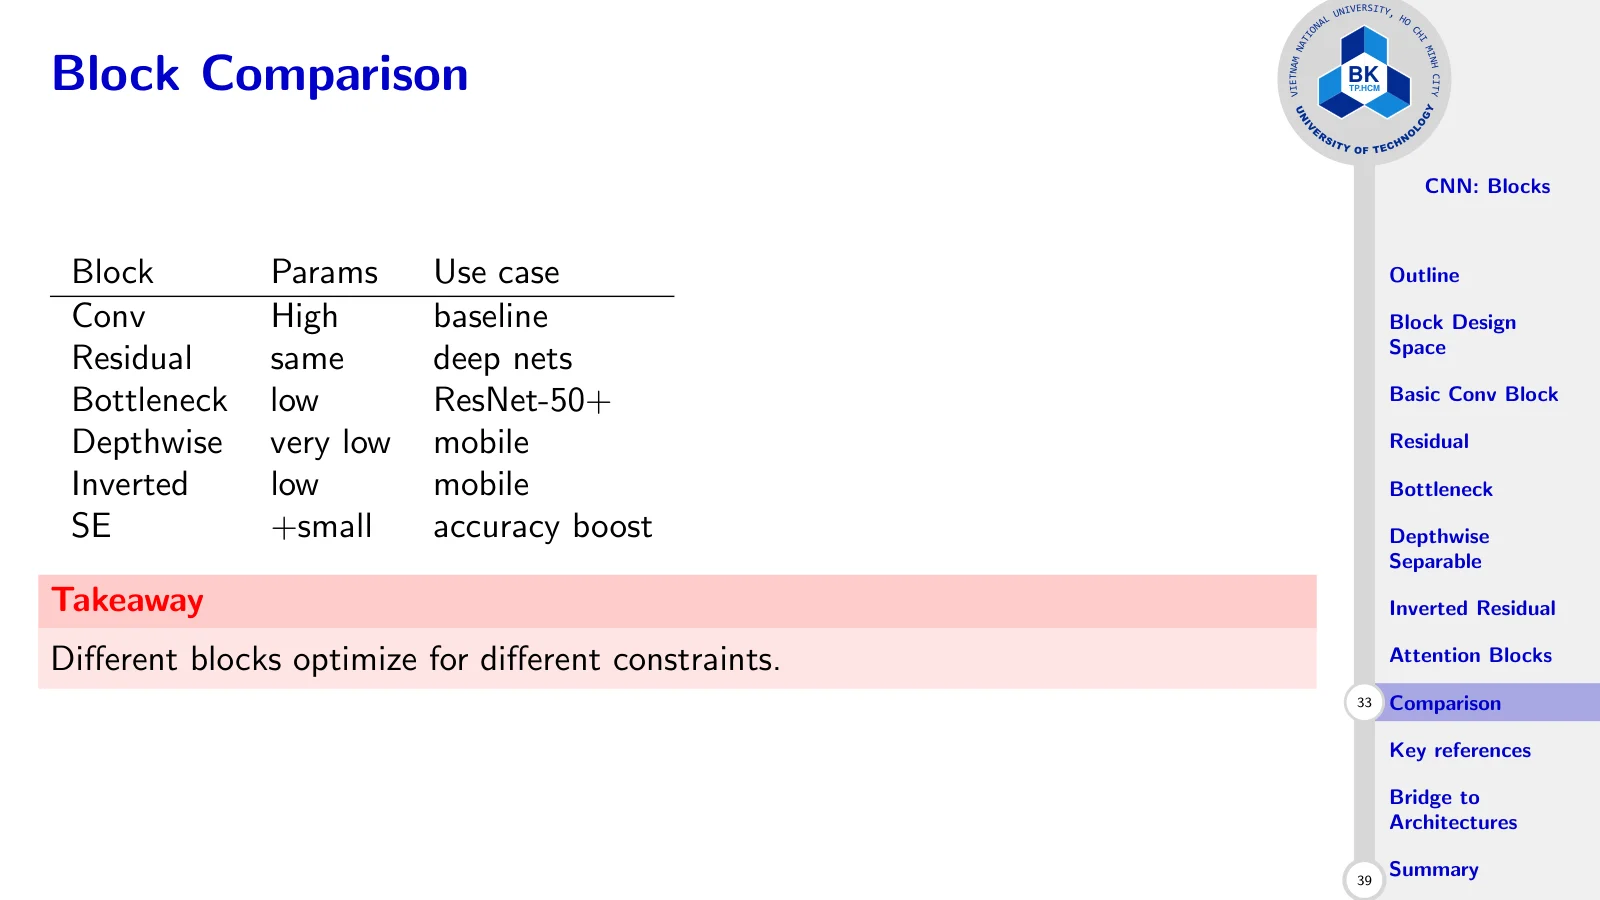 Block Comparison
Block Params Use case
Conv High baseline
Residual same deep nets
Bottleneck low ResNet-50+
Depthwise very low mobile
Inverted low mobile
SE +small accuracy boost
Takeaway
Different blocks optimize for different constraints.
VIETNAM NATIONAL UNIVERSITY, HO CHI MINH CITY
BK
TP.HCM
UNIVERSITY OF TECHNOLOGY
CNN: Blocks
Outline
Block Design
Space
Basic Conv Block
Residual
Bottleneck
Depthwise
Separable
Inverted Residual
Attention Blocks
33 Comparison
Key references
Bridge to
Architectures
Summary
39